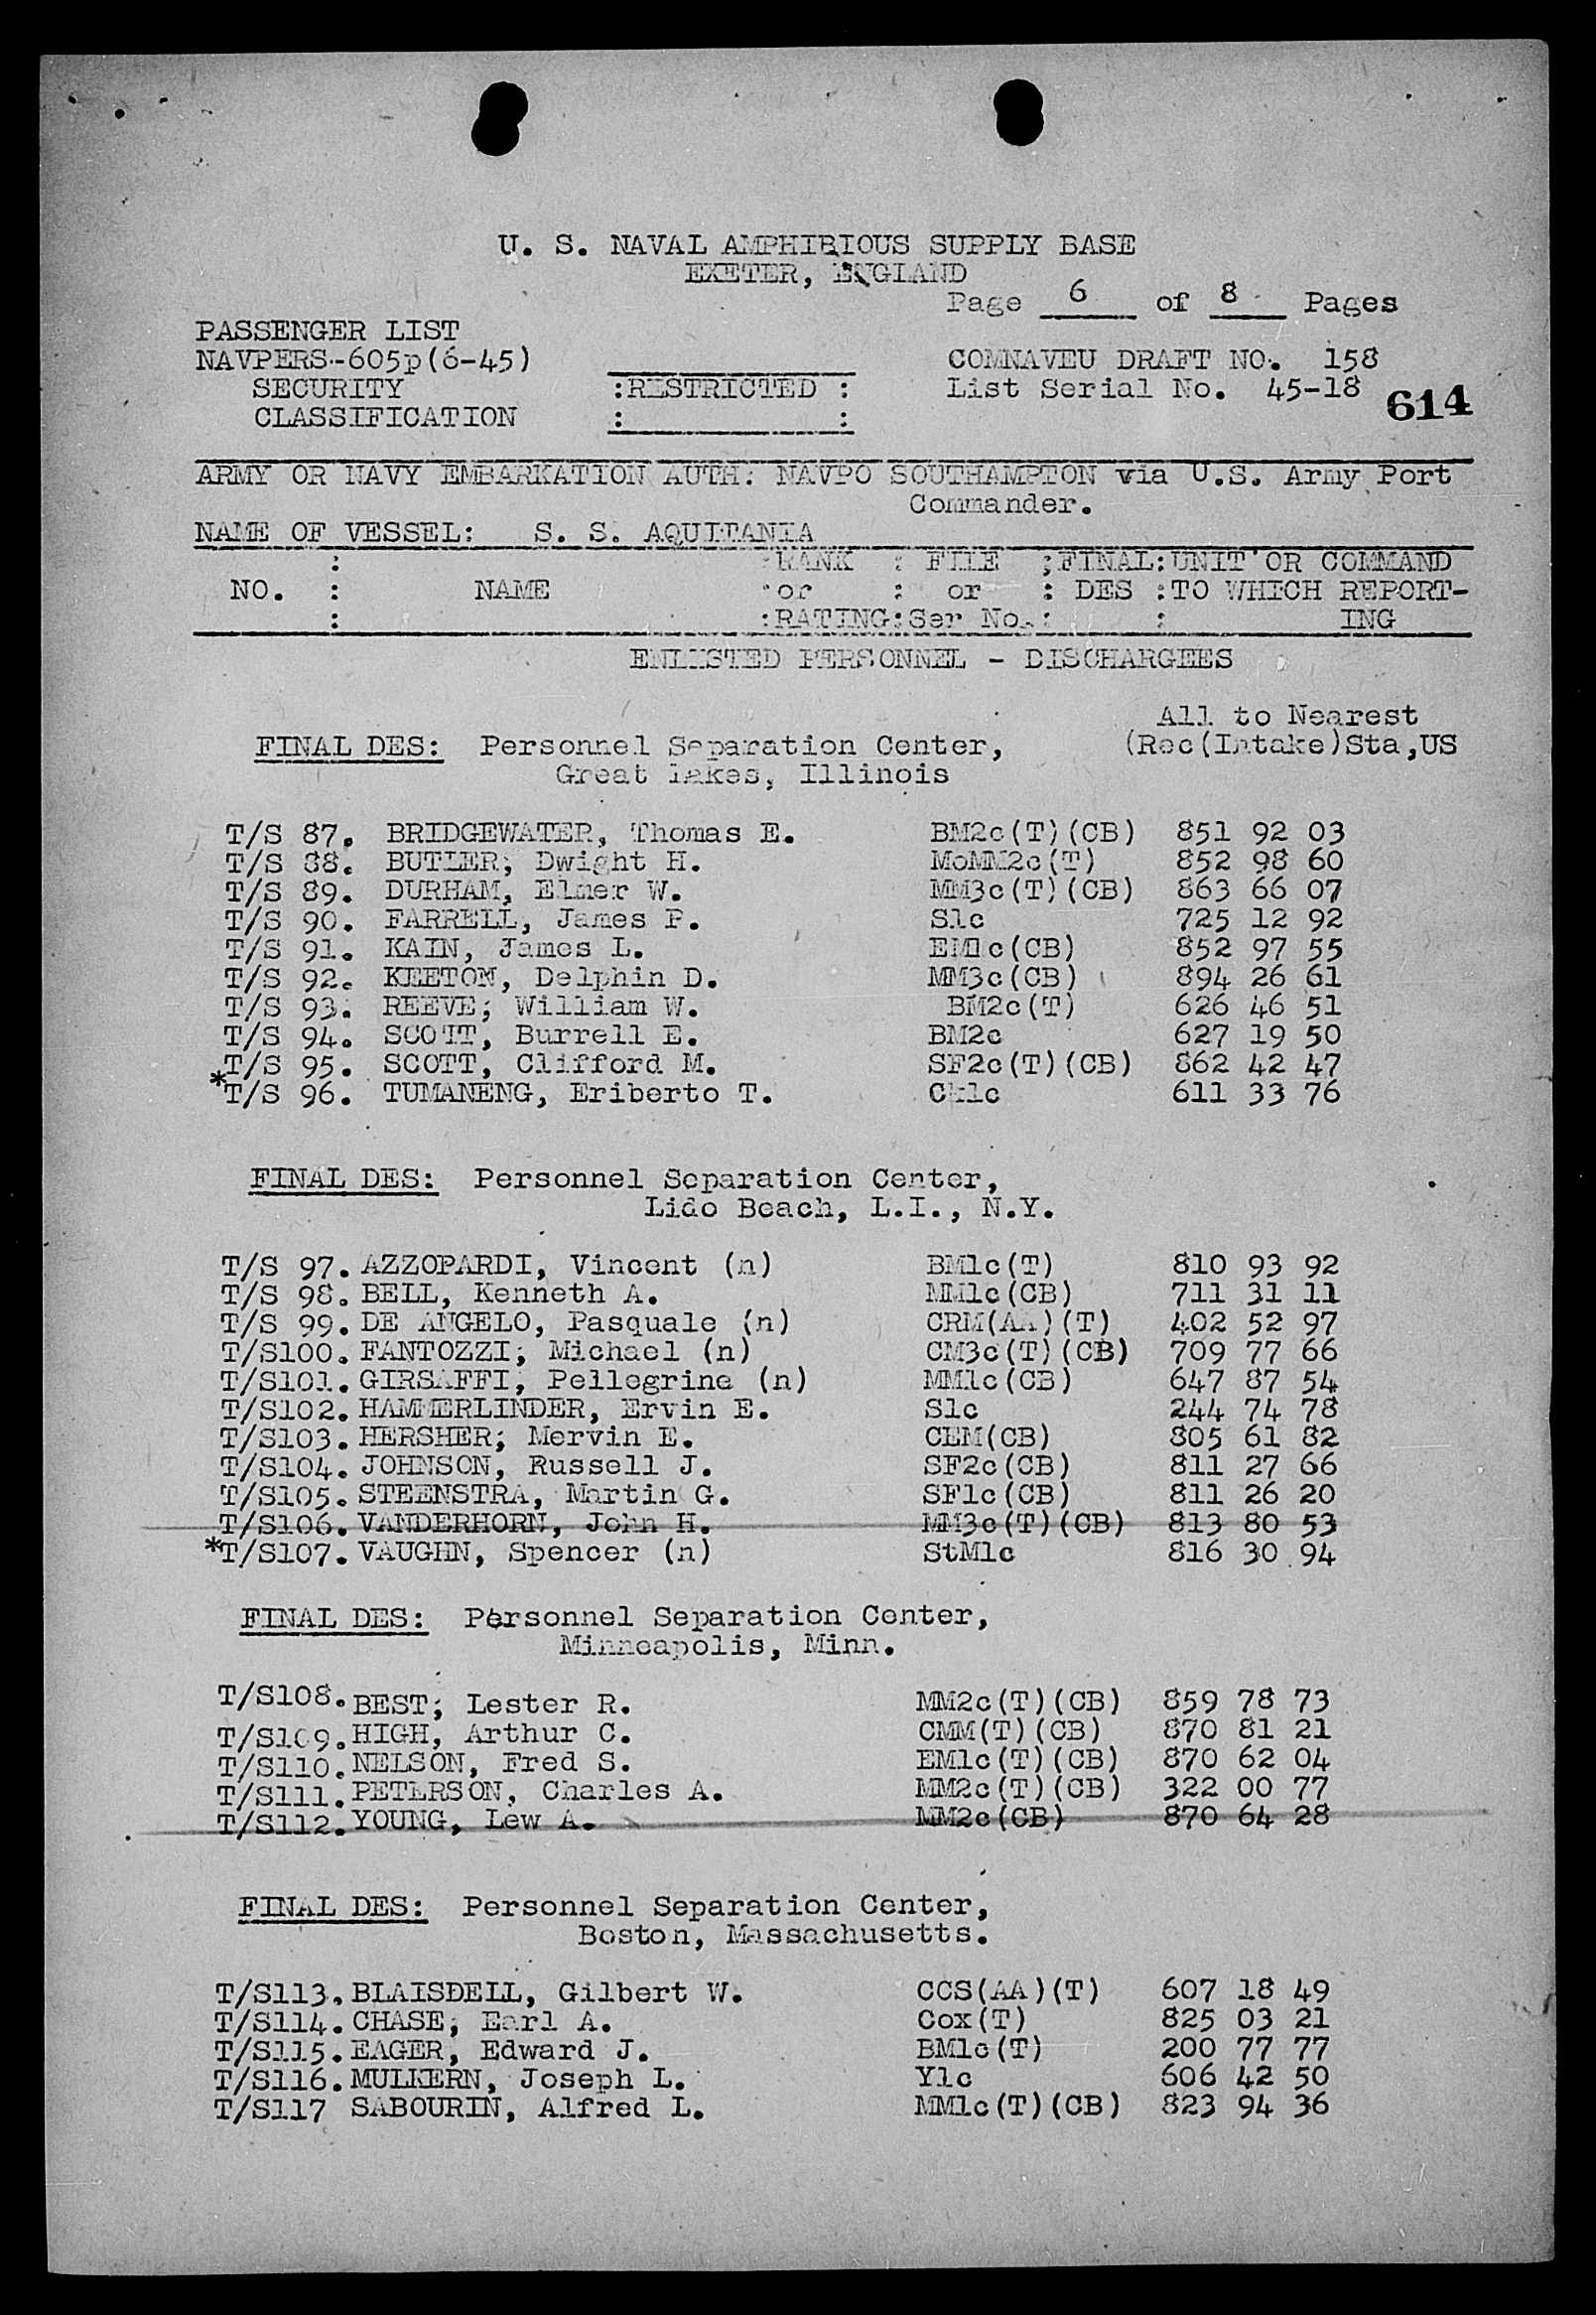 U. S. NAVAL AMPHIBIOUS SUPPLY BASE
EXETER, ENGLAND
Page 6 of 8 Pages
PASSENGER LIST
NAVPERS--605p(6-45) COMNAVEU DRAFT NO. 158
SECURITY :RESTRICTED : List Serial No. 45-18
CLASSIFICATION : : 614
ARMY OR NAVY EMBARKATION AUTH: NAVPO SOUTHAMPTON via U.S. Army Port
Commander.
NAME OF VESSEL: S. S. AQUITANIA
: :RANK : FILE :FINAL:UNIT OR COMMAND
NO. : NAME :or : or : DES :TO WHICH REPORT-
: :RATING:Ser No.: : ING
ENLISTED PERSONNEL - DISCHARGEES
All to Nearest
FINAL DES: Personnel Separation Center, (Rec(Intake)Sta,US
Great Lakes, Illinois
T/S 87. BRIDGEWATER, Thomas E. BM2c(T)(CB) 851 92 03
T/S 88. BUTLER; Dwight H. MoMM2c(T) 852 98 60
T/S 89. DURHAM, Elmer W. MM3c(T)(CB) 863 66 07
T/S 90. FARRELL, James P. S1c 725 12 92
T/S 91. KAIN, James L. EM1c(CB) 852 97 55
T/S 92. KEETON, Delphin D. MM3c(CB) 894 26 61
T/S 93. REEVE; William W. BM2c(T) 626 46 51
T/S 94. SCOTT, Burrell E. BM2c 627 19 50
T/S 95. SCOTT, Clifford M. SF2c(T)(CB) 862 42 47
*T/S 96. TUMANENG, Eriberto T. Ck1c 611 33 76
FINAL DES: Personnel Separation Center,
Lido Beach, L.I., N.Y.
T/S 97. AZZOPARDI, Vincent (n) BM1c(T) 810 93 92
T/S 98. BELL, Kenneth A. MM1c(CB) 711 31 11
T/S 99. DE ANGELO, Pasquale (n) CRM(AA)(T) 402 52 97
T/S100. FANTOZZI; Michael (n) CM3c(T)(CB) 709 77 66
T/S101. GIRSAFFI, Pellegrine (n) MM1c(CB) 647 87 54
T/S102. HAMMERLINDER, Ervin E. S1c 244 74 78
T/S103. HERSHER; Mervin E. CEM(CB) 805 61 82
T/S104. JOHNSON, Russell J. SF2c(CB) 811 27 66
T/S105. STEENSTRA, Martin G. SF1c(CB) 811 26 20
T/S106. VANDERHORN, John H. MM3c(T)(CB) 813 80 53
*T/S107. VAUGHN, Spencer (n) StM1c 816 30 94
FINAL DES: Personnel Separation Center,
Minneapolis, Minn.
T/S108. BEST; Lester R. MM2c(T)(CB) 859 78 73
T/S109. HIGH, Arthur C. CMM(T)(CB) 870 81 21
T/S110. NELSON, Fred S. EM1c(T)(CB) 870 62 04
T/S111. PETERSON, Charles A. MM2c(T)(CB) 322 00 77
T/S112. YOUNG, Lew A. MM2c(CB) 870 64 28
FINAL DES: Personnel Separation Center,
Boston, Massachusetts.
T/S113. BLAISDELL, Gilbert W. CCS(AA)(T) 607 18 49
T/S114. CHASE; Earl A. Cox(T) 825 03 21
T/S115. EAGER, Edward J. BM1c(T) 200 77 77
T/S116. MULKERN, Joseph L. Y1c 606 42 50
T/S117 SABOURIN, Alfred L. MM1c(T)(CB) 823 94 36